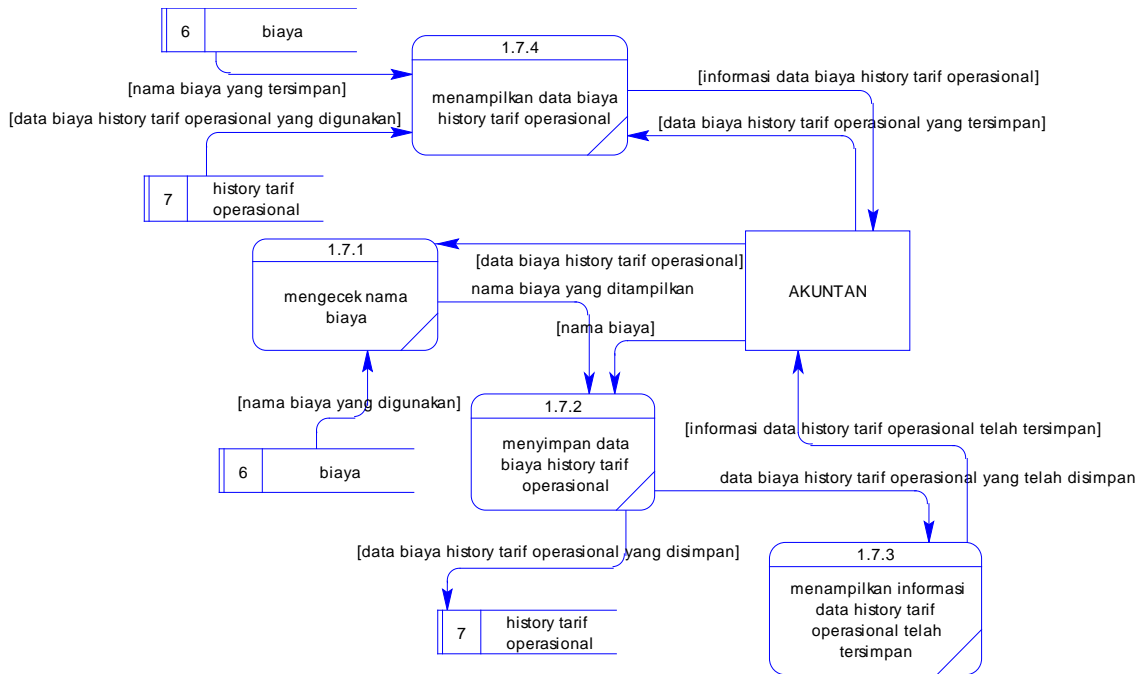 6
biaya
1.7.4
[informasi data biaya history tarif operasional]
[nama biaya yang tersimpan]
menampilkan data biaya
history tarif operasional
[data biaya history tarif operasional yang digunakan]
[data biaya history tarif operasional yang tersimpan]
7
history tarif
operasional
1.7.1
[data biaya history tarif operasional]
mengecek nama
biaya
nama biaya yang ditampilkan
AKUNTAN
[nama biaya]
[nama biaya yang digunakan]
1.7.2
[informasi data history tarif operasional telah tersimpan]
menyimpan data
biaya history tarif
operasional
6
biaya
data biaya history tarif operasional yang telah disimpan
[data biaya history tarif operasional yang disimpan]
1.7.3
menampilkan informasi
data history tarif
operasional telah
tersimpan
7
history tarif
operasional